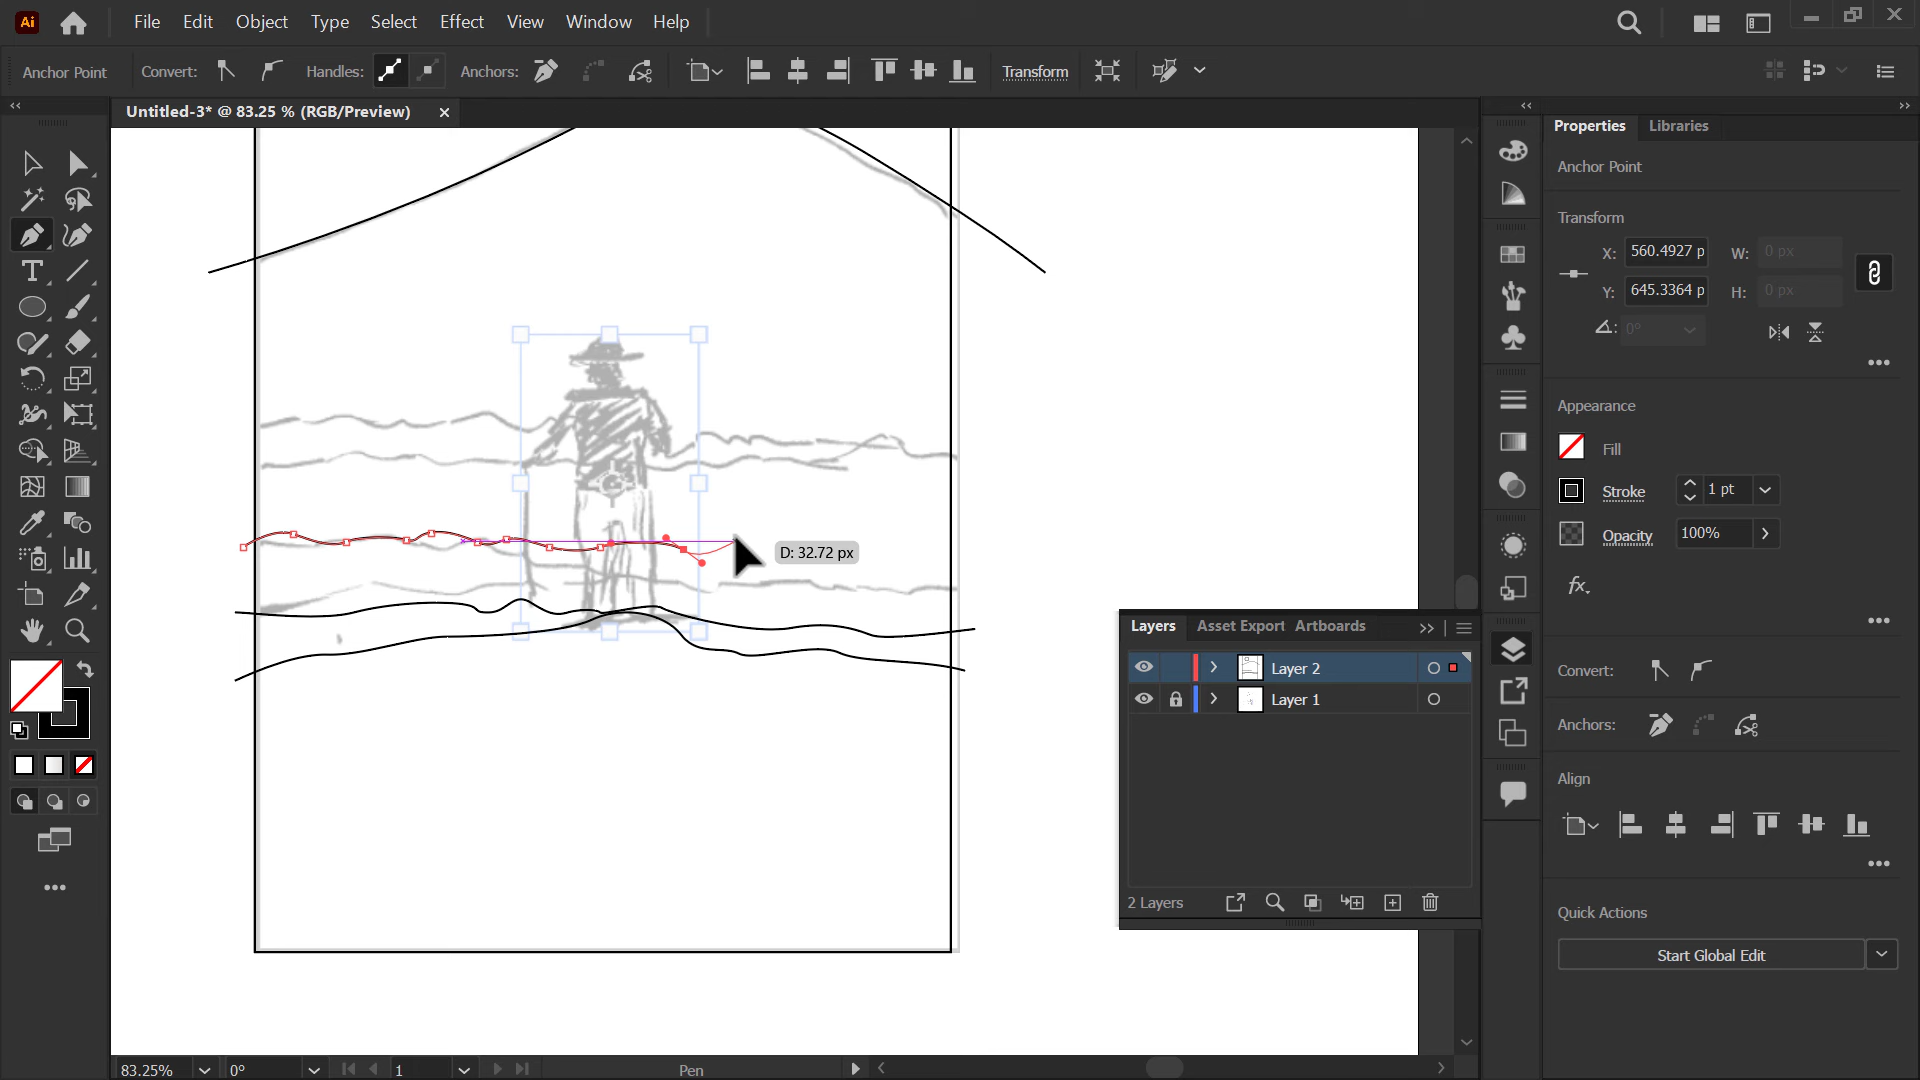 Ai File Edit Object Type Select Effect View Window Help
Anchor Point Convert: Handles: Anchors: Transform
Untitled-3* @ 83.25 % (RGB/Preview)
Properties Libraries
Anchor Point
Transform
X: 560.4927 p W: 0 px
Y: 645.3364 p H: 0 px
0°
Appearance
Fill
Stroke 1 pt
Opacity 100%
fx.
D: 32.72 px
Layers Asset Export Artboards
Layer 2
Layer 1
2 Layers
Convert:
Anchors:
Align
Quick Actions
Start Global Edit
83.25% 0° 1 Pen